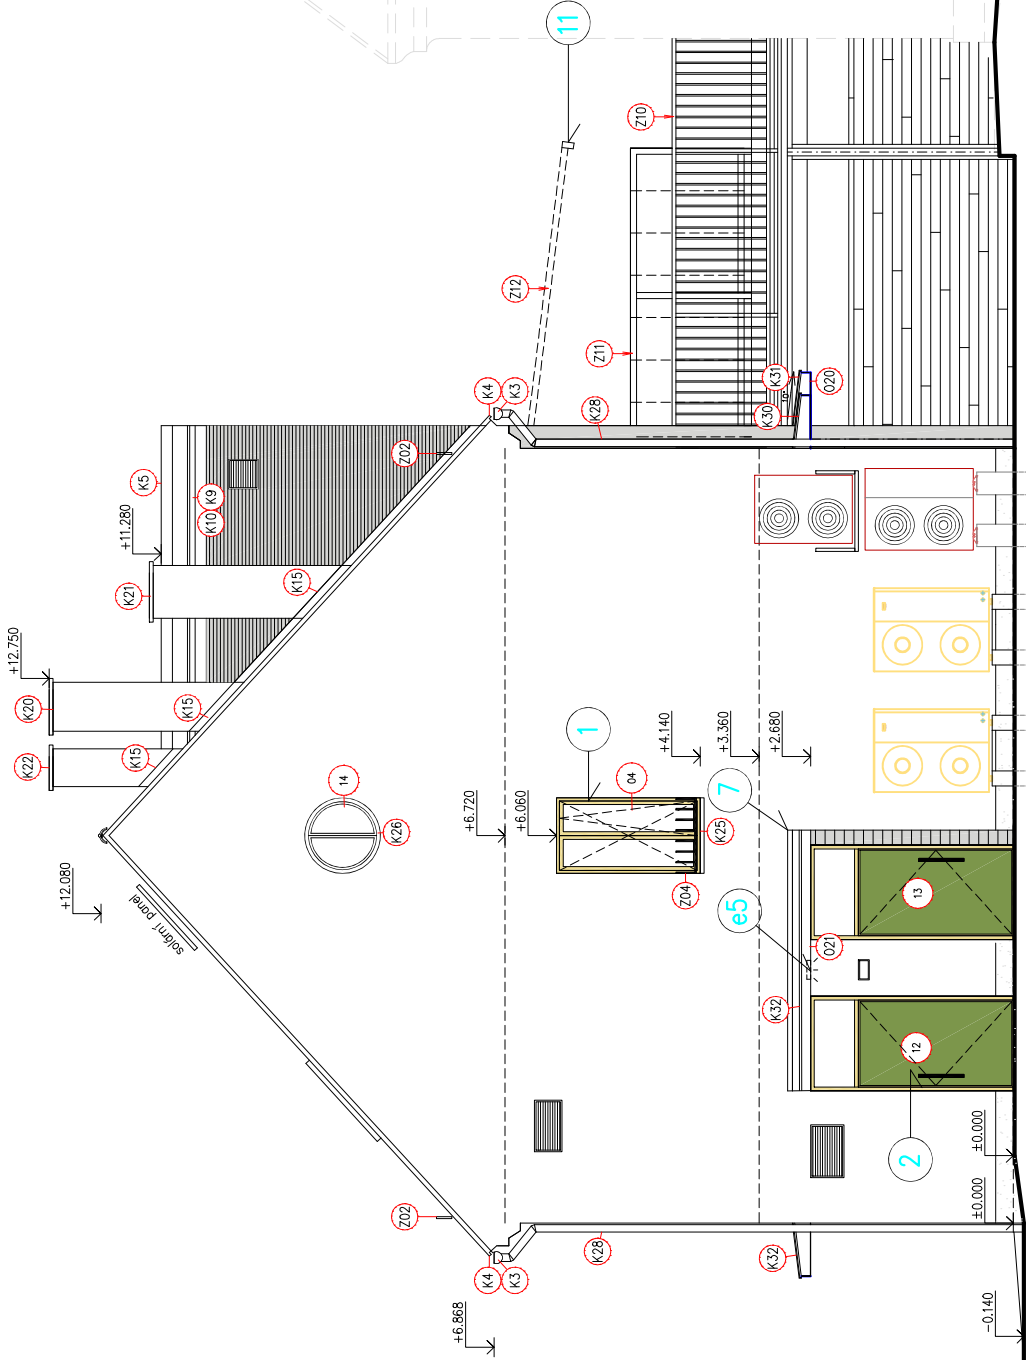 +12.750
K22
K20
+12.080
+11.280
K21
K5
K15
solární panel
K15
K10
K9
K15
14
K26
Z02
Z02
+6.868
+6.720
K4
K4
K3
K3
Z12
+6.060
11
1
K28
K28
Z11
04
Z10
+4.140
Z04
K25
+3.360
7
e5
K32
K32
+2.680
K30
K31
O21
O20
2
12
13
±0.000
±0.000
-0.140